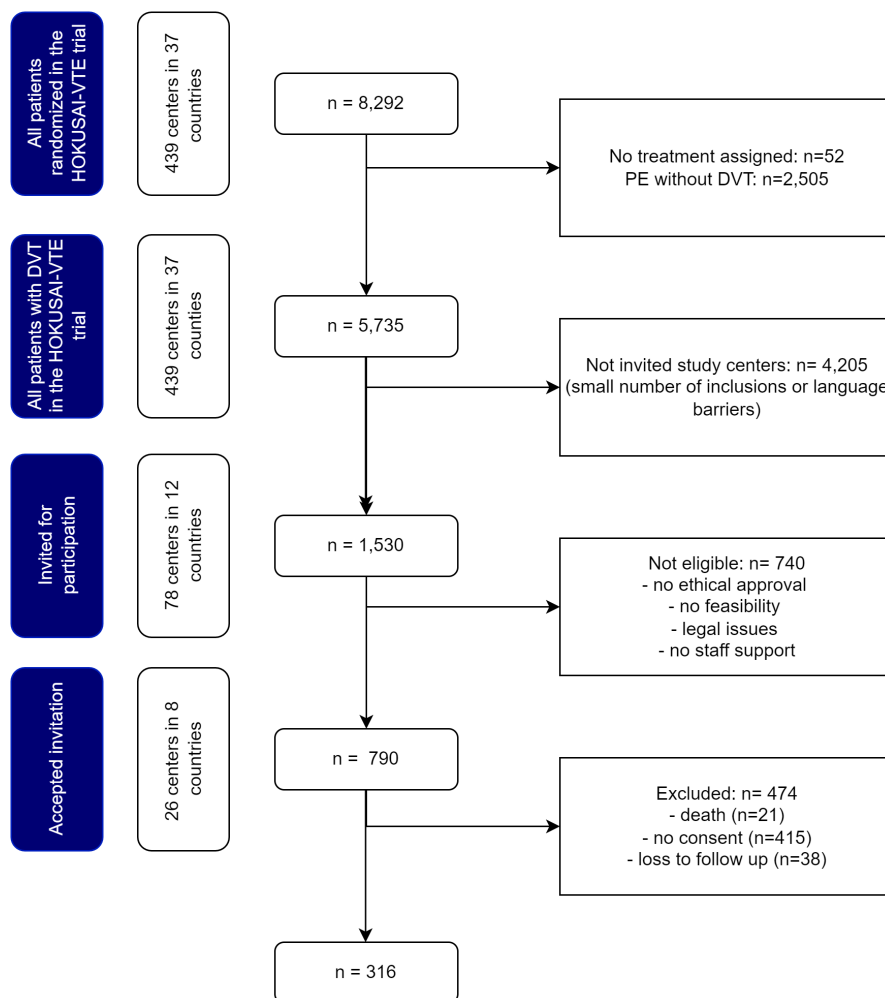 All patients
randomized in the
HOKUSAI-VTE trial
439 centers in 37
countries
n = 8,292
No treatment assigned: n=52
PE without DVT: n=2,505
All patients with DVT
in the HOKUSAI-VTE
trial
439 centers in 37
counties
n = 5,735
Not invited study centers: n= 4,205
(small number of inclusions or language
barriers)
Invited for
participation
78 centers in 12
countries
n = 1,530
Not eligible: n= 740
- no ethical approval
- no feasibility
- legal issues
- no staff support
Accepted invitation
26 centers in 8
countries
n = 790
Excluded: n= 474
- death (n=21)
- no consent (n=415)
- loss to follow up (n=38)
n = 316